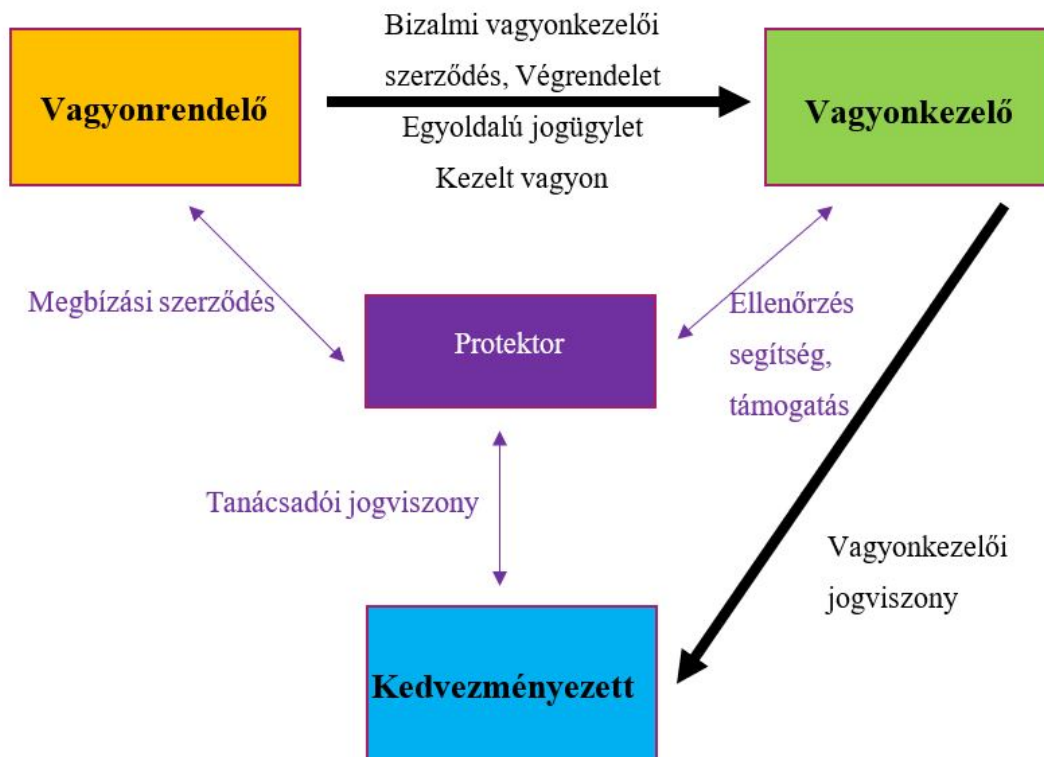 Vagyonrendelő
Bizalmi vagyonkezelői
szerződés, Végrendelet
Egyoldalú jogügylet
Kezelt vagyon
Vagyonkezelő
Megbízási szerződés
Protektor
Ellenőrzés
segítség,
támogatás
Tanácsadói jogviszony
Vagyonkezelői
jogviszony
Kedvezményezett